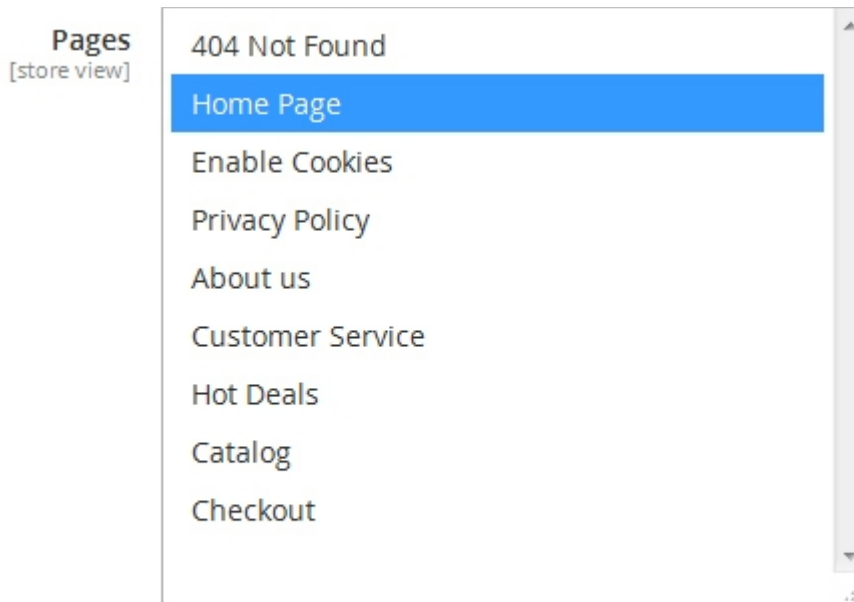 Pages
[store view]
404 Not Found
Home Page
Enable Cookies
Privacy Policy
About us
Customer Service
Hot Deals
Catalog
Checkout